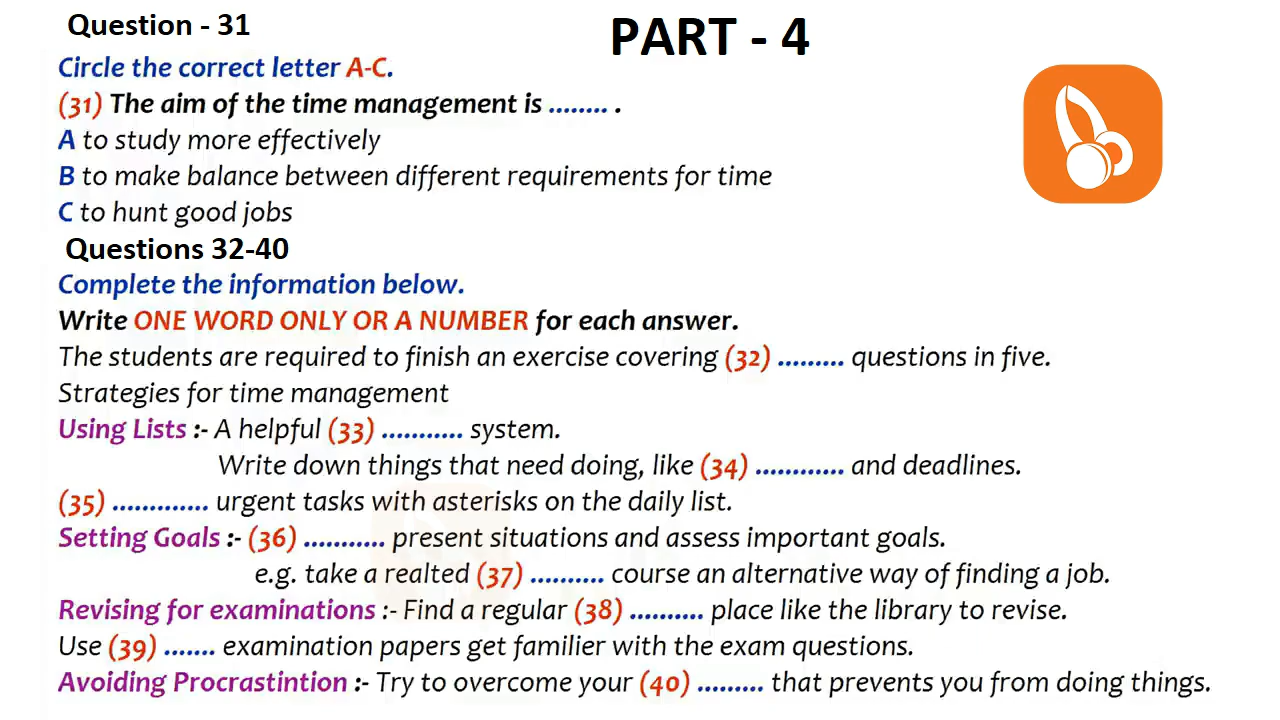 Question - 31
PART - 4
Circle the correct letter A-C.
(31) The aim of the time management is ........ .
A to study more effectively
B to make balance between different requirements for time
C to hunt good jobs
Questions 32-40
Complete the information below.
Write ONE WORD ONLY OR A NUMBER for each answer.
The students are required to finish an exercise covering (32) ......... questions in five.
Strategies for time management
Using Lists :- A helpful (33) ........... system.
Write down things that need doing, like (34) ............ and deadlines.
(35) ............. urgent tasks with asterisks on the daily list.
Setting Goals :- (36) ........... present situations and assess important goals.
e.g. take a realted (37) .......... course an alternative way of finding a job.
Revising for examinations :- Find a regular (38) .......... place like the library to revise.
Use (39) ....... examination papers get familier with the exam questions.
Avoiding Procrastintion :- Try to overcome your (40) ......... that prevents you from doing things.